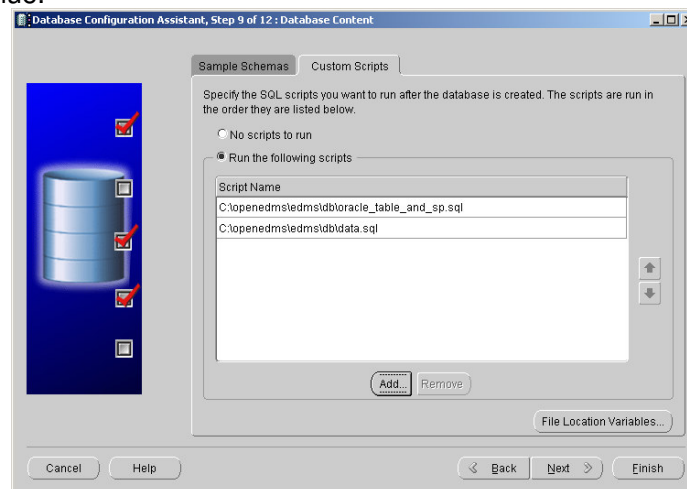 Database Configuration Assistant, Step 9 of 12 : Database Content
Sample Schemas
Custom Scripts
Specify the SQL scripts you want to run after the database is created. The scripts are run in
the order they are listed below.
No scripts to run
Run the following scripts
Script Name
C:\openedms\edms\db\oracle_table_and_sp.sql
C:\openedms\edms\db\data.sql
Add...
Remove
File Location Variables...
Cancel
Help
Back
Next
Finish